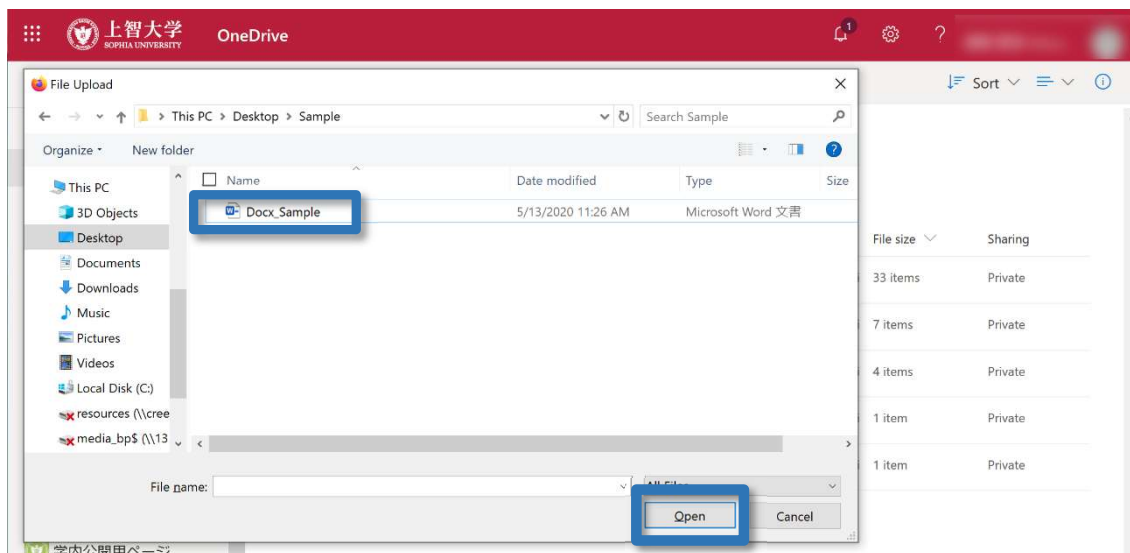 上智大学
SOPHIA UNIVERSITY
OneDrive
1
?
File Upload
Sort
This PC > Desktop > Sample
Search Sample
Organize
New folder
?
Name
Date modified
Type
Size
Docx_Sample
5/13/2020 11:26 AM
Microsoft Word 文書
This PC
3D Objects
Desktop
Documents
Downloads
Music
Pictures
Videos
Local Disk (C:)
resources (\\cree
media_bp$ (\\13
File size
Sharing
33 items
Private
7 items
Private
4 items
Private
1 item
Private
1 item
Private
File name:
Open
Cancel
学内公開用ページ